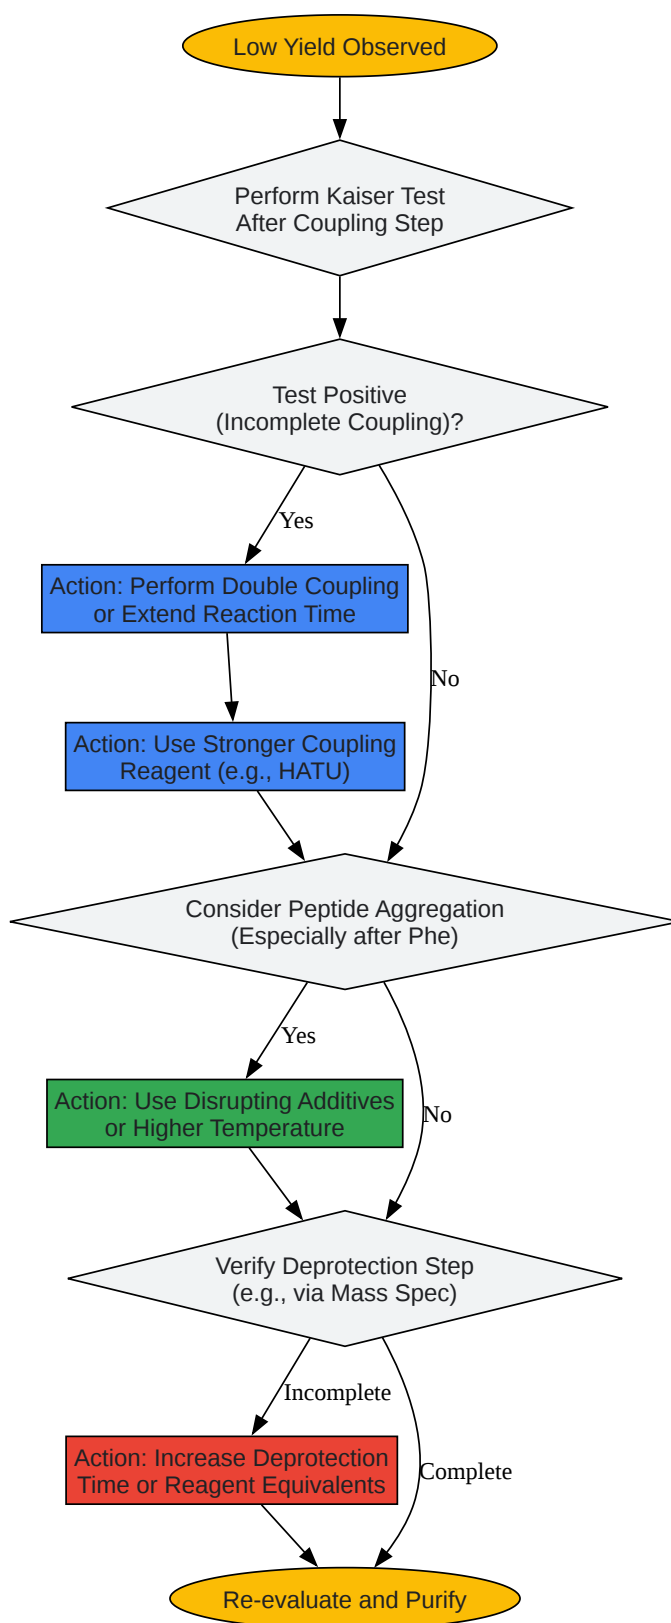 Low Yield Observed
Perform Kaiser Test
After Coupling Step
Test Positive
(Incomplete Coupling)?
Yes
Action: Perform Double Coupling
or Extend Reaction Time
No
Action: Use Stronger Coupling
Reagent (e.g., HATU)
Consider Peptide Aggregation
(Especially after Phe)
Yes
Action: Use Disrupting Additives
or Higher Temperature
No
Verify Deprotection Step
(e.g., via Mass Spec)
Incomplete
Action: Increase Deprotection
Time or Reagent Equivalents
Complete
Re-evaluate and Purify